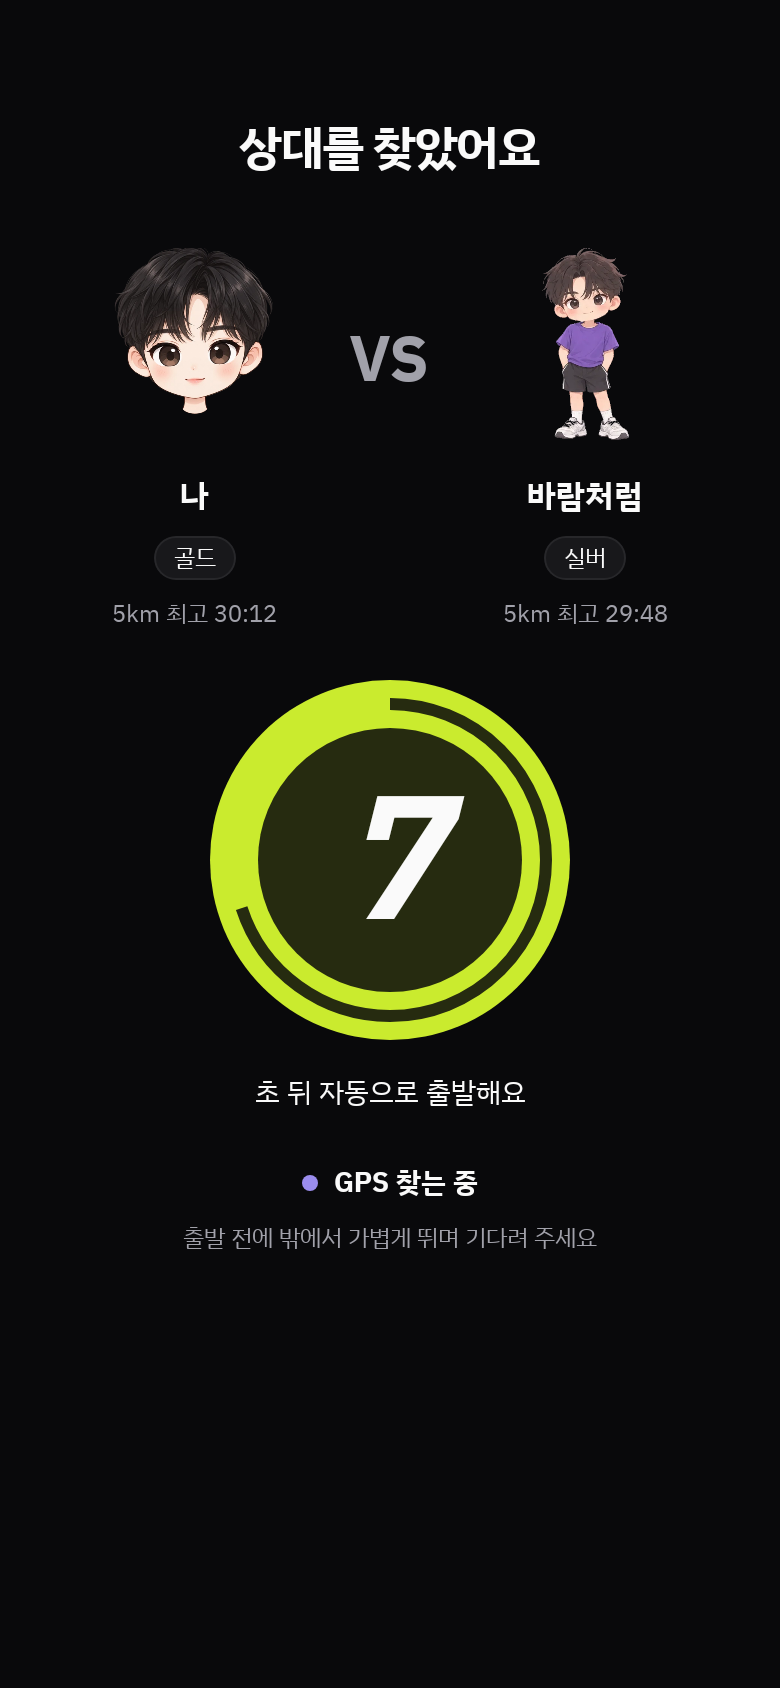 상대를 찾았어요
VS
나
바람처럼
골드
실버
5km 최고 30:12
5km 최고 29:48
7
초 뒤 자동으로 출발해요
GPS 찾는 중
출발 전에 밖에서 가볍게 뛰며 기다려 주세요